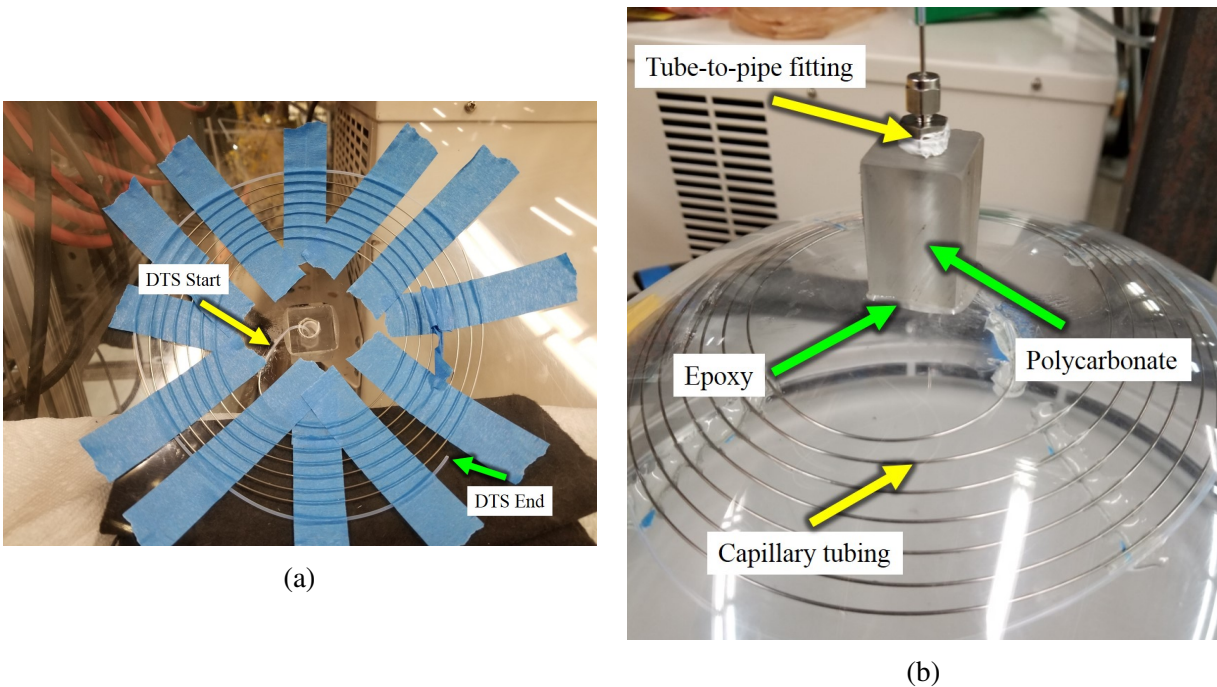 DTS Start
DTS End
(a)
Tube-to-pipe fitting
Epoxy
Polycarbonate
Capillary tubing
(b)